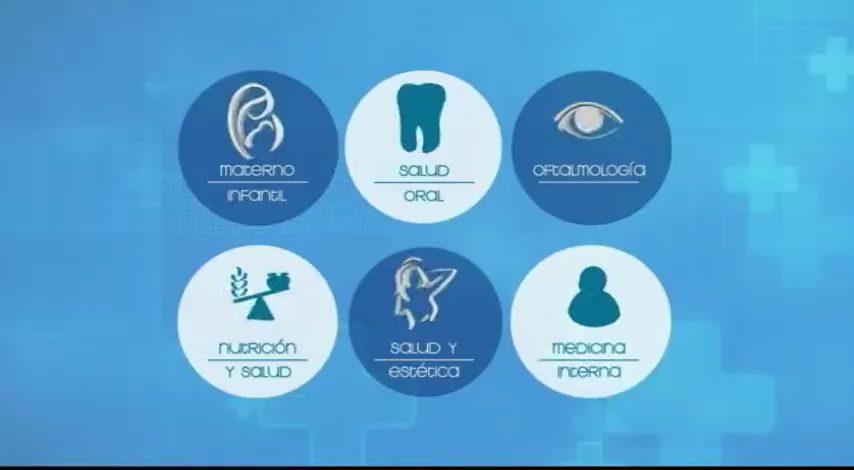 materno
infantil
salud
oral
oftalmología
nutrición
y salud
salud y
estética
medicina
interna